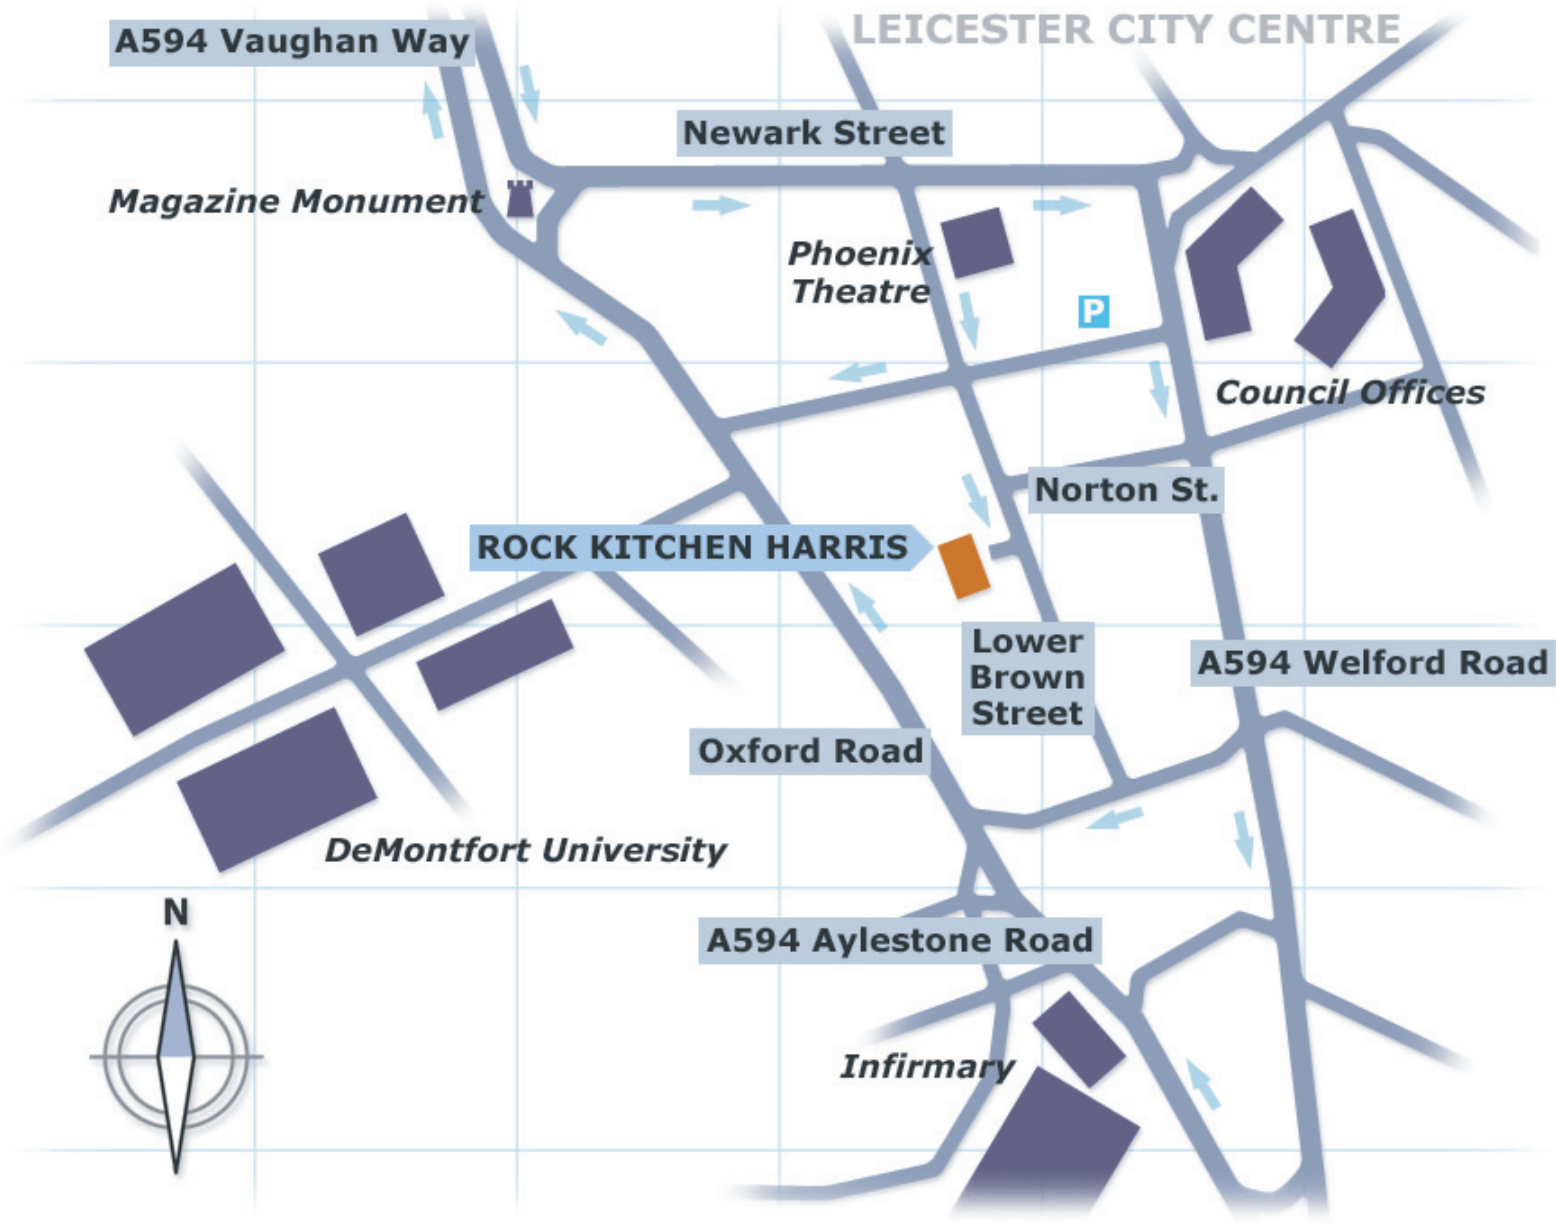 LEICESTER CITY CENTRE
A594 Vaughan Way
Newark Street
Magazine Monument
Phoenix
Theatre
P
Council Offices
Norton St.
ROCK KITCHEN HARRIS
Lower
Brown
Street
A594 Welford Road
Oxford Road
DeMontfort University
N
A594 Aylestone Road
Infirmary